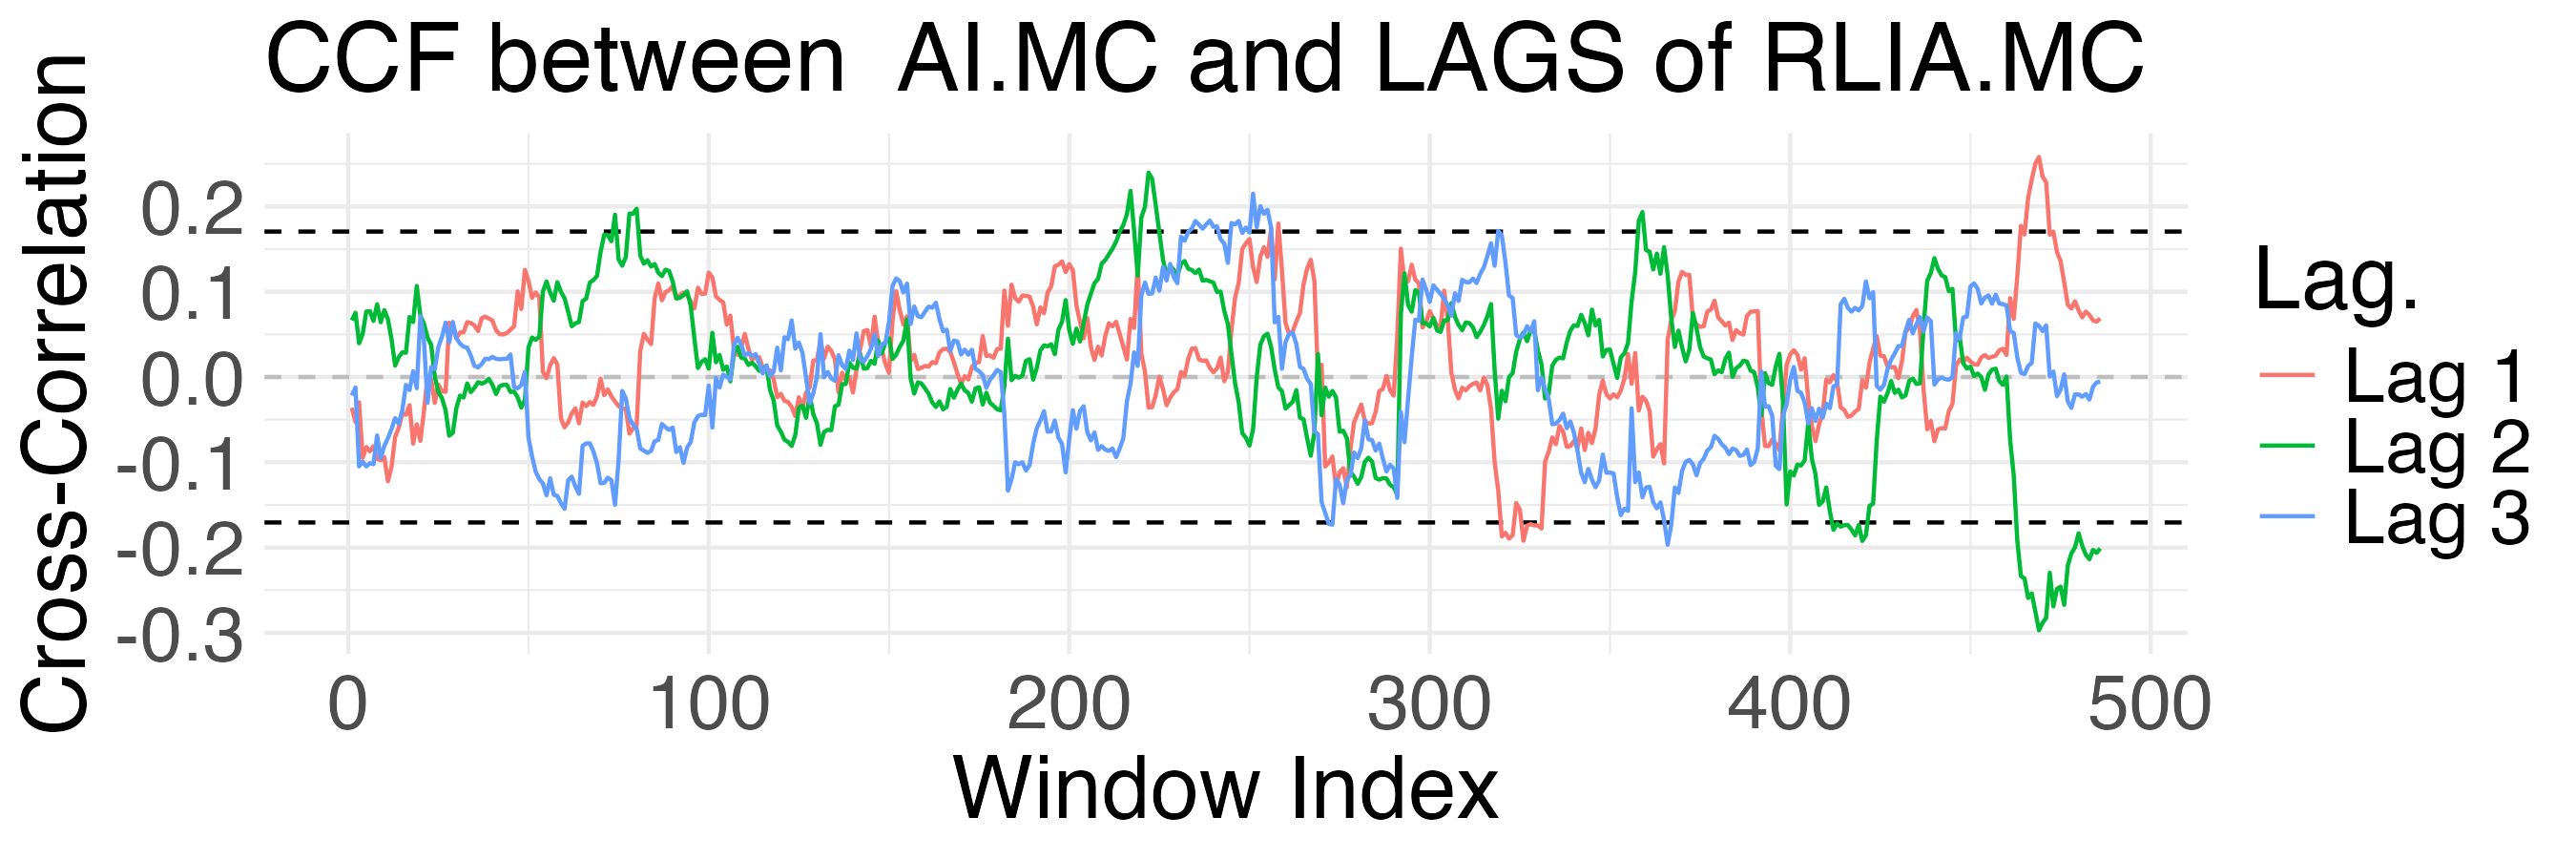 CCF between  AI.MC and LAGS of RLIA.MC
Cross-Correlation
0.2
0.1
0.0
-0.1
-0.2
-0.3
0 100 200 300 400 500
Window Index
Lag.
Lag 1
Lag 2
Lag 3